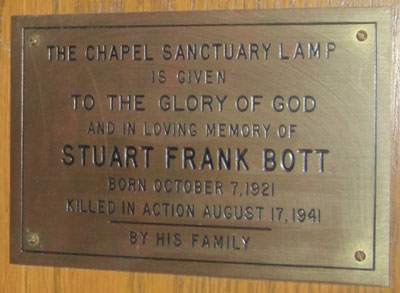 THE CHAPEL SANCTUARY LAMP
IS GIVEN
TO THE GLORY OF GOD
AND IN LOVING MEMORY OF
STUART FRANK BOTT
BORN OCTOBER 7, 1921
KILLED IN ACTION AUGUST 17, 1941
BY HIS FAMILY